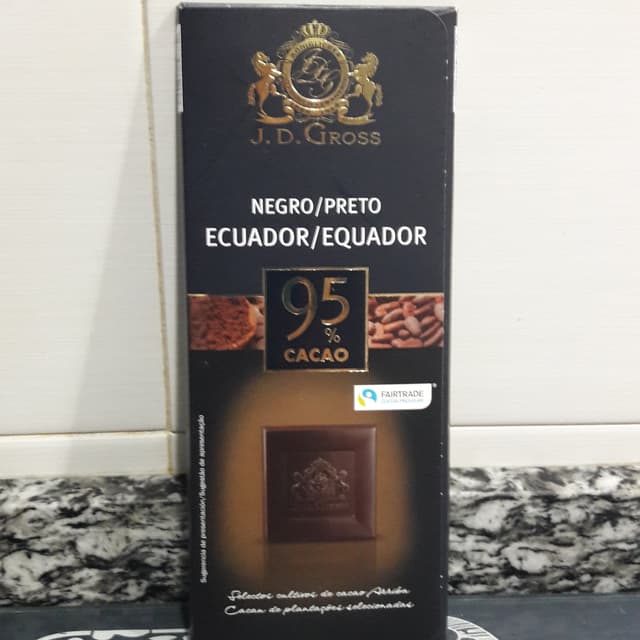 J. D. GROSS
NEGRO/PRETO
ECUADOR/EQUADOR
95
%
CACAO
FAIRTRADE
Sugerencia de presentación/Sugestão de apresentação
Selectos cultivos de cacao Arriba
Cacau de plantações selecionadas